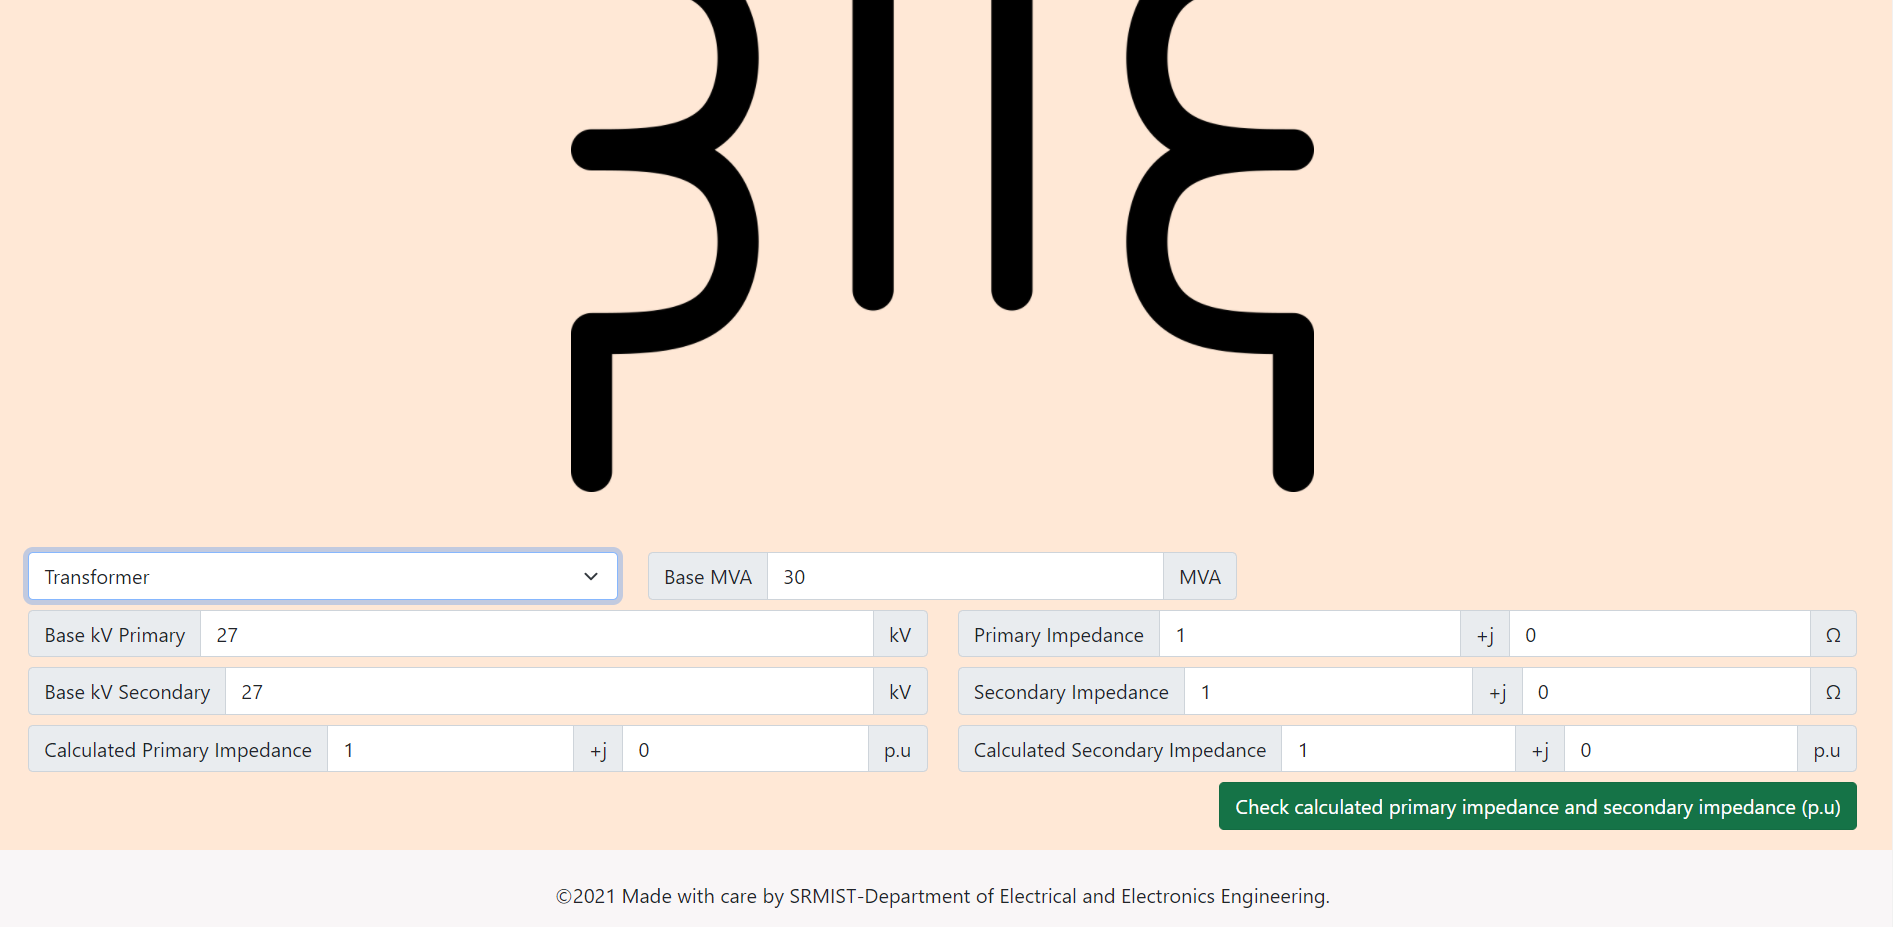 Transformer Base MVA 30 MVA
Base kV Primary 27 kV Primary Impedance 1 +j 0 Ω
Base kV Secondary 27 kV Secondary Impedance 1 +j 0 Ω
Calculated Primary Impedance 1 +j 0 p.u Calculated Secondary Impedance 1 +j 0 p.u
Check calculated primary impedance and secondary impedance (p.u)
©2021 Made with care by SRMIST-Department of Electrical and Electronics Engineering.